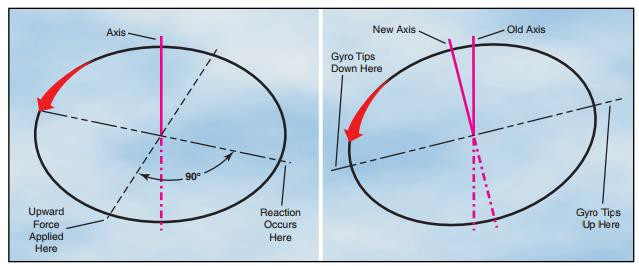 Axis
90°
Upward
Force
Applied
Here
Reaction
Occurs
Here
New Axis
Old Axis
Gyro Tips
Down Here
Gyro Tips
Up Here